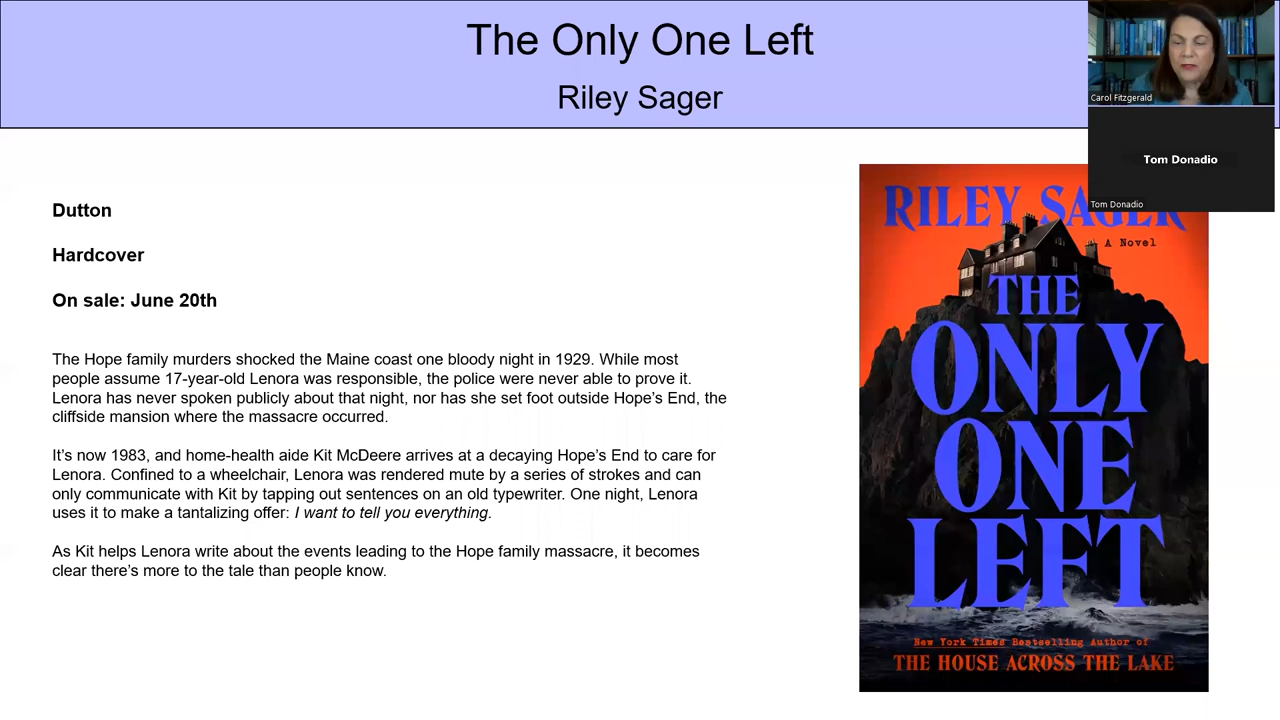 The Only One Left
Riley Sager
Carol Fitzgerald
Tom Donadio
Tom Donadio
Dutton
Hardcover
On sale: June 20th
The Hope family murders shocked the Maine coast one bloody night in 1929. While most
people assume 17-year-old Lenora was responsible, the police were never able to prove it.
Lenora has never spoken publicly about that night, nor has she set foot outside Hope's End, the
cliffside mansion where the massacre occurred.
It's now 1983, and home-health aide Kit McDeere arrives at a decaying Hope's End to care for
Lenora. Confined to a wheelchair, Lenora was rendered mute by a series of strokes and can
only communicate with Kit by tapping out sentences on an old typewriter. One night, Lenora
uses it to make a tantalizing offer: I want to tell you everything.
As Kit helps Lenora write about the events leading to the Hope family massacre, it becomes
clear there's more to the tale than people know.
RILEY SAGER
A Novel
THE
ONLY
ONE
LEFT
New York Times Bestselling Author of
THE HOUSE ACROSS THE LAKE